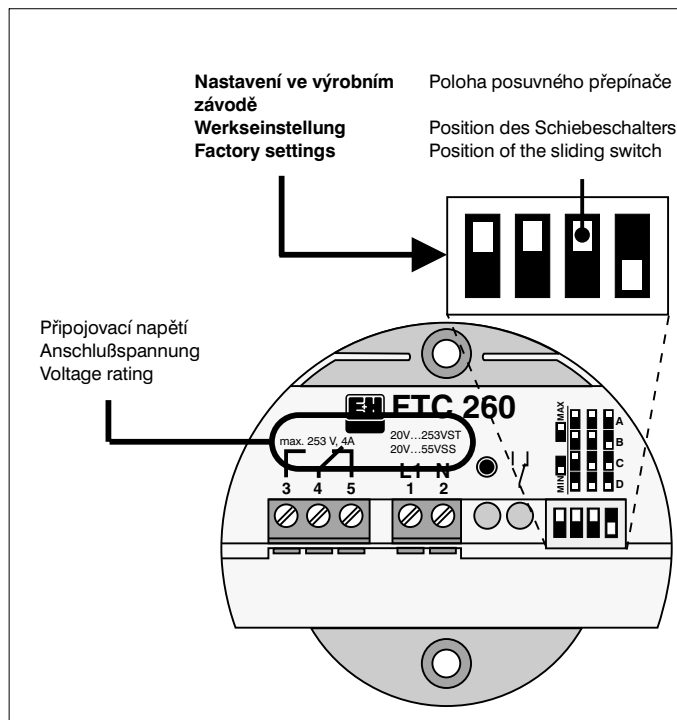 Nastavení ve výrobním
závodě
Werkseinstellung
Factory settings
Poloha posuvného přepínače
Position des Schiebeschalters
Position of the sliding switch
Připojovací napětí
Anschlußspannung
Voltage rating
E+H FTC 260
max. 253 V, 4A
20V...253VST
20V...55VSS
L1 N
3 4 5 1 2
MAX
MIN
A
B
C
D